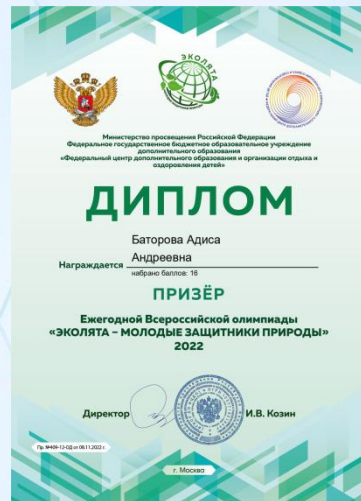 ЭКОЛЯТА
Министерство просвещения Российской Федерации
Федеральное государственное бюджетное образовательное учреждение
дополнительного образования
«Федеральный центр дополнительного образования и организации отдыха и
оздоровления детей»
ДИПЛОМ
Баторова Адиса
Награждается Андреевна
набрано баллов: 16
ПРИЗЁР
Ежегодной Всероссийской олимпиады
«ЭКОЛЯТА – МОЛОДЫЕ ЗАЩИТНИКИ ПРИРОДЫ»
2022
Директор И.В. Козин
г. Москва